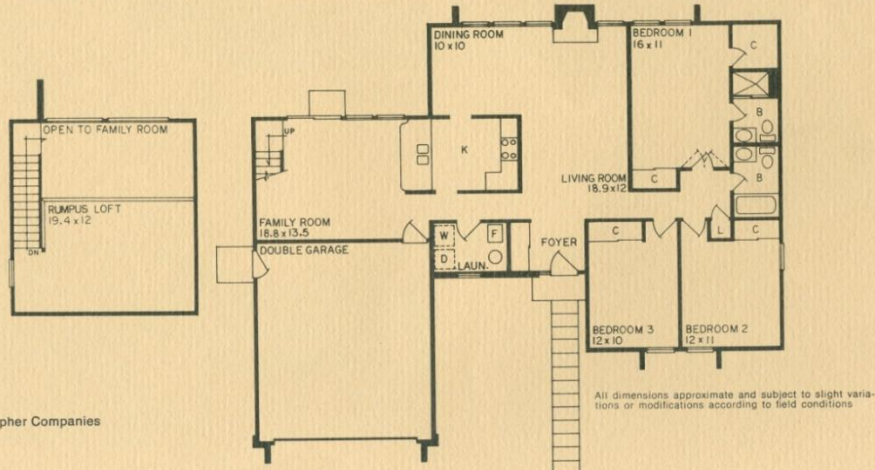 OPEN TO FAMILY ROOM
RUMPUS LOFT
19.4 x 12
DN
DINING ROOM
10 x 10
BEDROOM 1
16 x 11
C
B
UP
K
C
B
LIVING ROOM
18.9 x 12
FAMILY ROOM
18.8 x 13.5
DOUBLE GARAGE
W
D
F
LAUN.
FOYER
C
L
C
BEDROOM 3
12 x 10
BEDROOM 2
12 x 11
pher Companies
All dimensions approximate and subject to slight varia-
tions or modifications according to field conditions